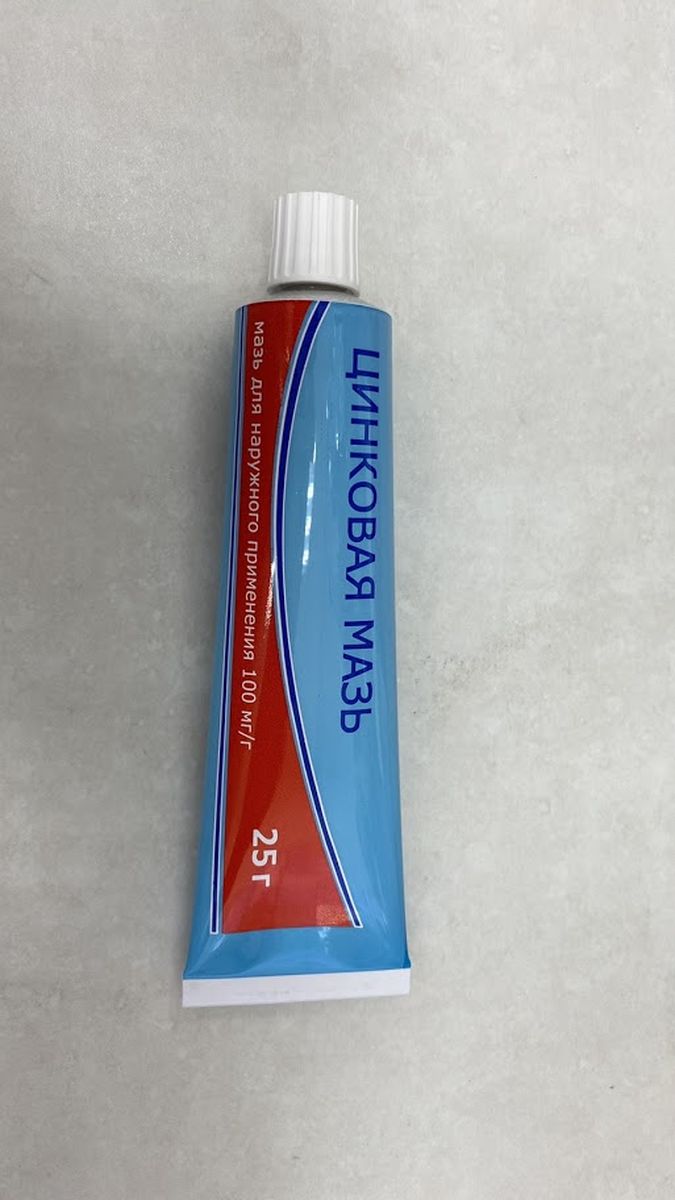 ЦИНКОВАЯ МАЗЬ
мазь для наружного применения 100 мг/г
25 г